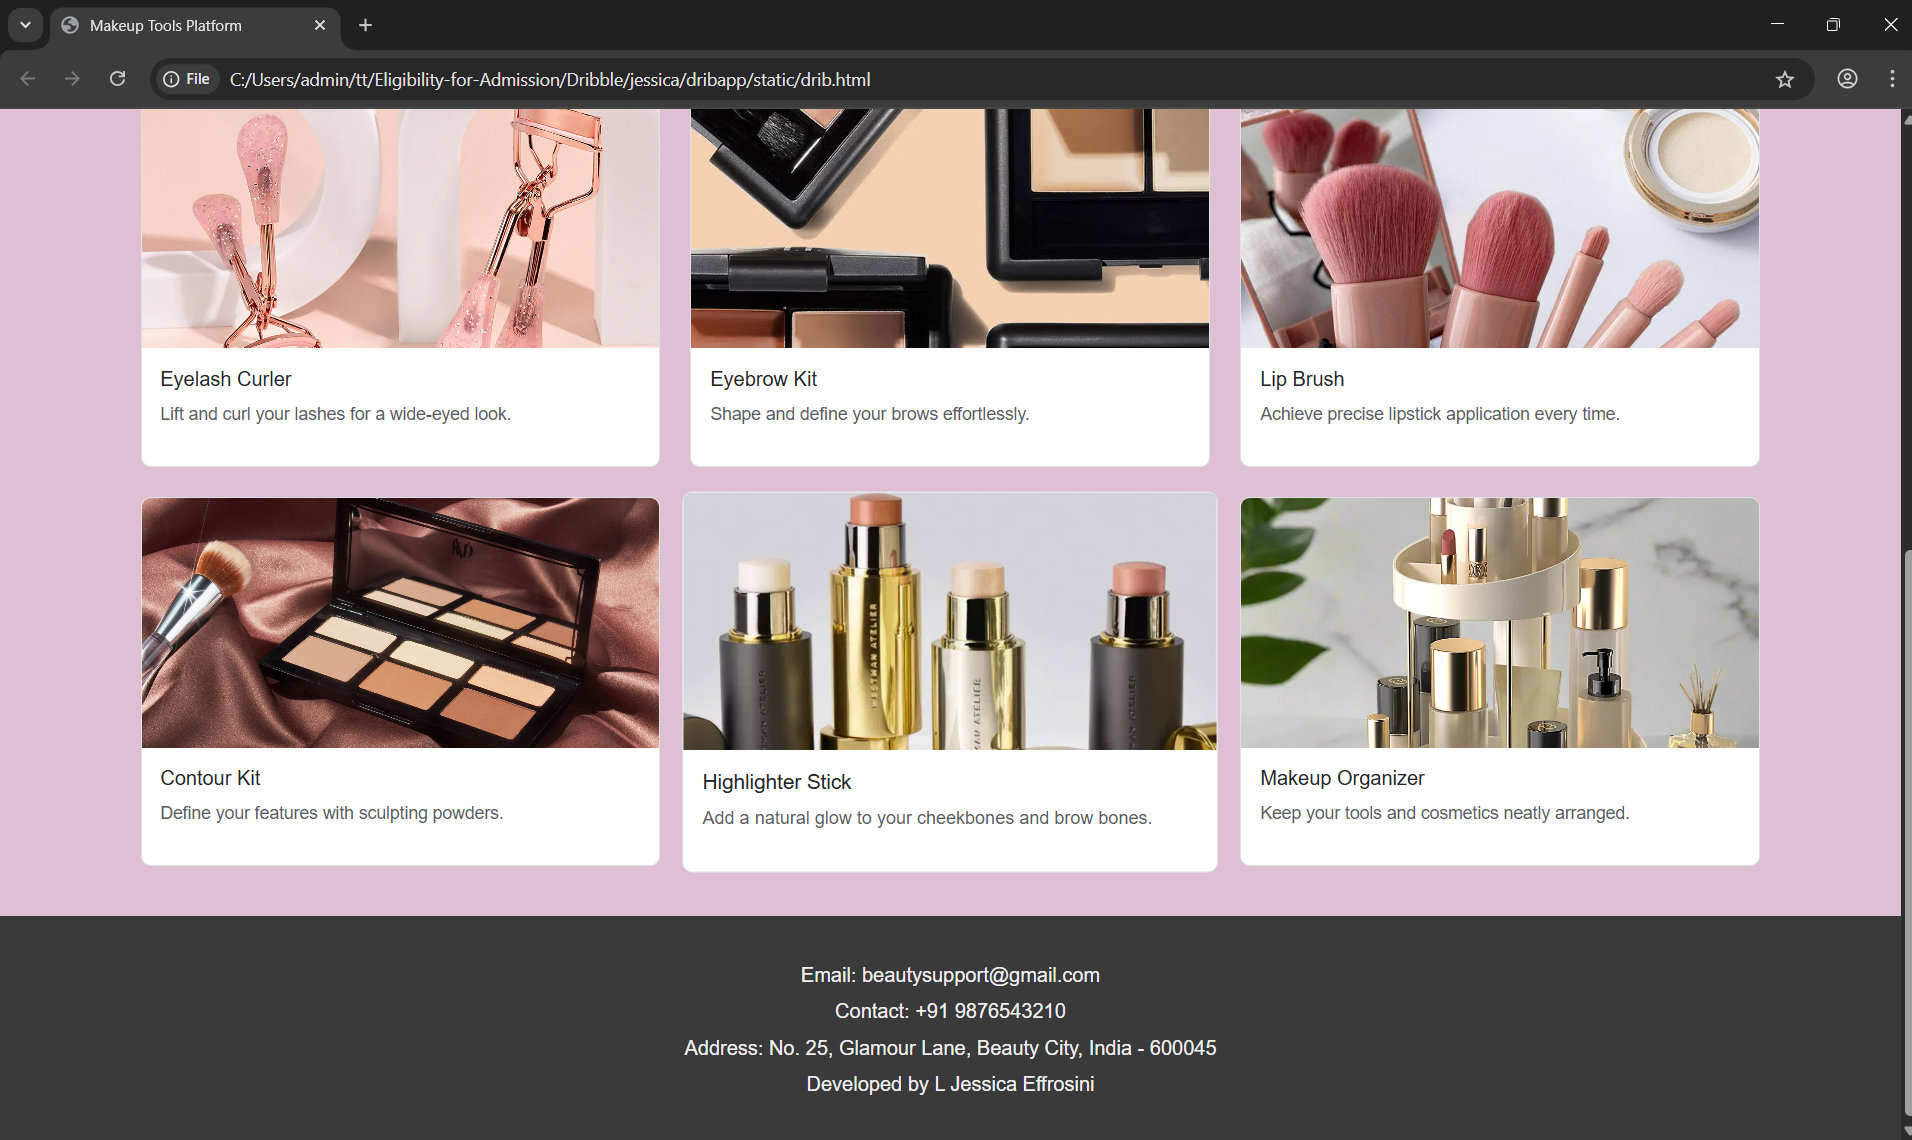 Makeup Tools Platform
File
C:/Users/admin/tt/Eligibility-for-Admission/Dribble/jessica/dribapp/static/drib.html
Eyelash Curler
Lift and curl your lashes for a wide-eyed look.
Eyebrow Kit
Shape and define your brows effortlessly.
Lip Brush
Achieve precise lipstick application every time.
WESTMAN ATELIER
Contour Kit
Define your features with sculpting powders.
Highlighter Stick
Add a natural glow to your cheekbones and brow bones.
Makeup Organizer
Keep your tools and cosmetics neatly arranged.
Email: beautysupport@gmail.com
Contact: +91 9876543210
Address: No. 25, Glamour Lane, Beauty City, India - 600045
Developed by L Jessica Effrosini